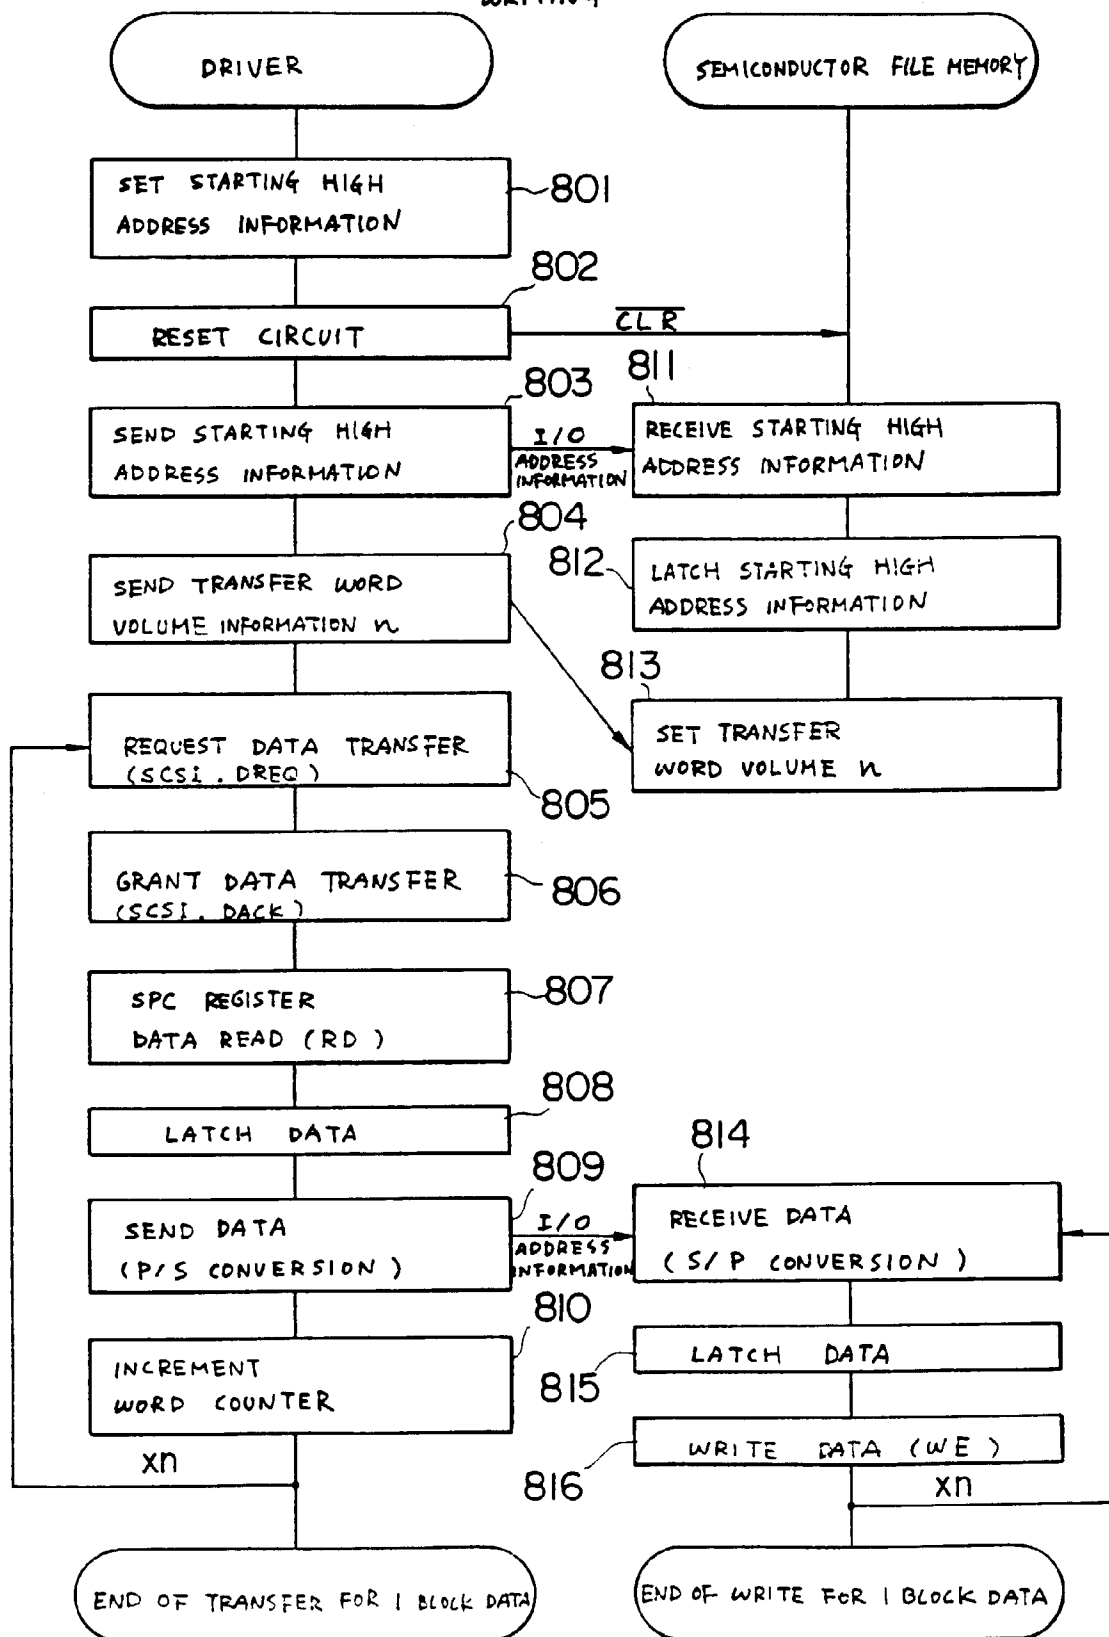 WRITING
DRIVER
SEMICONDUCTOR FILE MEMORY
SET STARTING HIGH
ADDRESS INFORMATION
801
802
RESET CIRCUIT
CLR
803
811
SEND STARTING HIGH
ADDRESS INFORMATION
I/O
ADDRESS
INFORMATION
RECEIVE STARTING HIGH
ADDRESS INFORMATION
804
812
SEND TRANSFER WORD
VOLUME INFORMATION n
LATCH STARTING HIGH
ADDRESS INFORMATION
813
REQUEST DATA TRANSFER
(SCSI . DREQ)
805
SET TRANSFER
WORD VOLUME n
GRANT DATA TRANSFER
(SCSI . DACK)
806
SPC REGISTER
DATA READ (RD)
807
808
LATCH DATA
809
814
SEND DATA
(P/S CONVERSION)
I/O
ADDRESS
INFORMATION
RECEIVE DATA
(S/P CONVERSION)
810
INCREMENT
WORD COUNTER
815
LATCH DATA
816
WRITE DATA (WE)
xn
xn
END OF TRANSFER FOR 1 BLOCK DATA
END OF WRITE FOR 1 BLOCK DATA